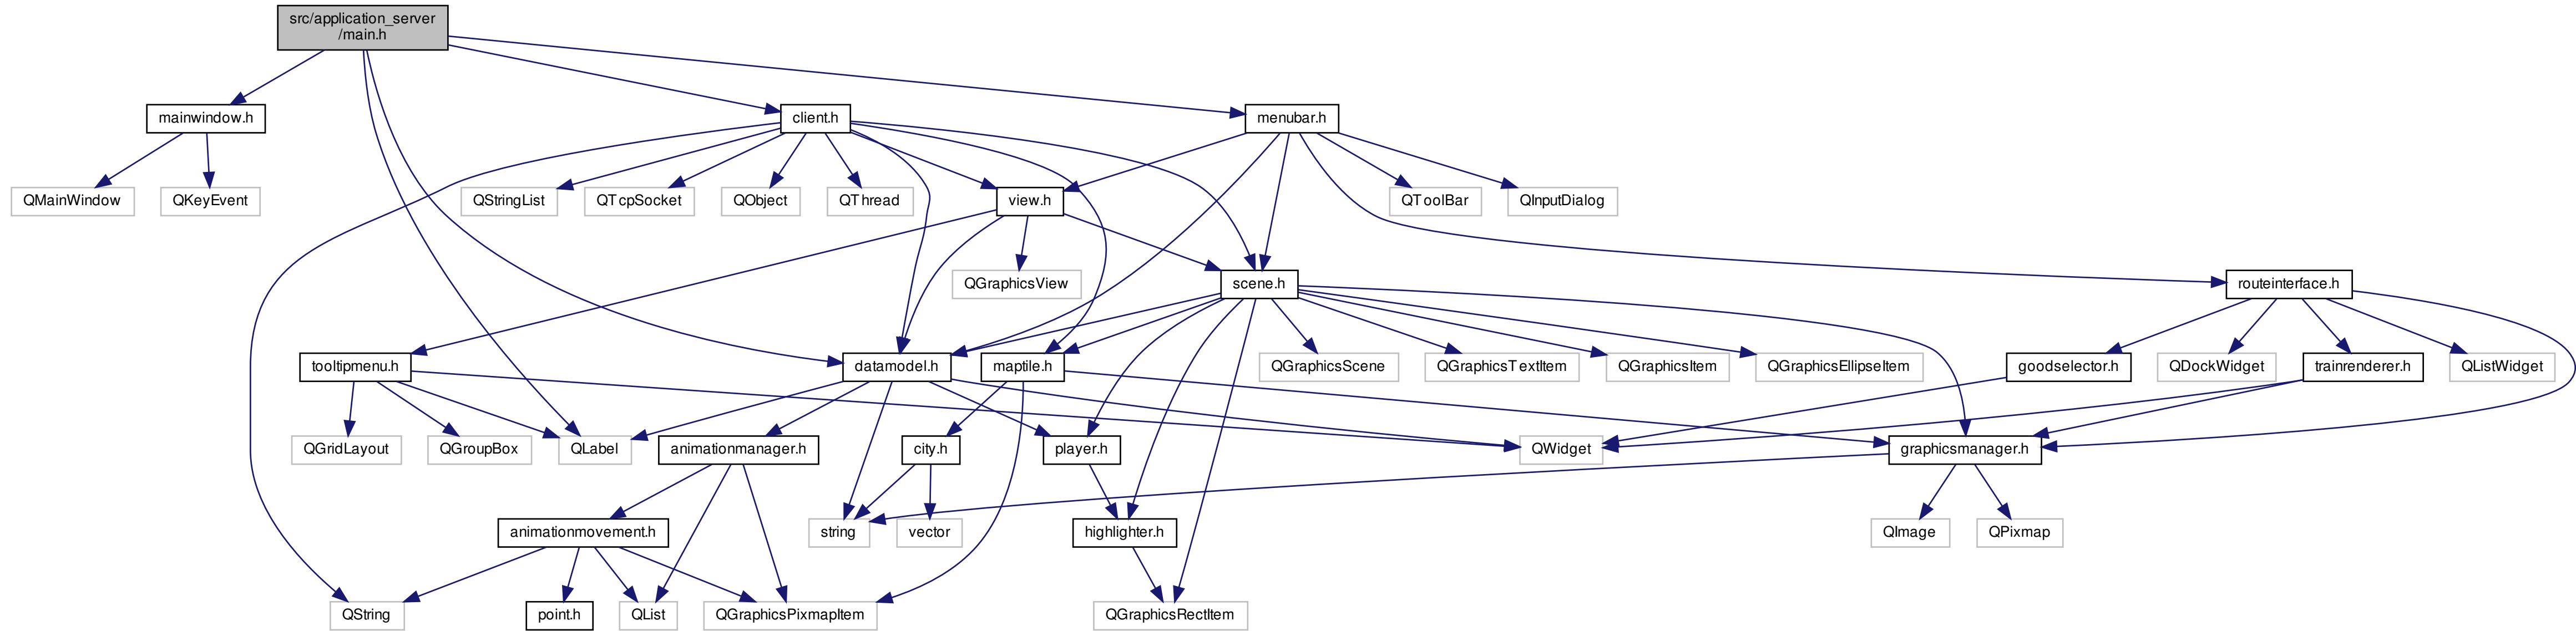 src/application_server
/main.h
mainwindow.h
client.h
menubar.h
QMainWindow
QKeyEvent
QStringList
QTcpSocket
QObject
QThread
view.h
QToolBar
QInputDialog
QGraphicsView
scene.h
routeinterface.h
tooltipmenu.h
datamodel.h
maptile.h
QGraphicsScene
QGraphicsTextItem
QGraphicsItem
QGraphicsEllipseItem
goodselector.h
QDockWidget
trainrenderer.h
QListWidget
QGridLayout
QGroupBox
QLabel
animationmanager.h
city.h
player.h
QWidget
graphicsmanager.h
animationmovement.h
string
vector
highlighter.h
QImage
QPixmap
QString
point.h
QList
QGraphicsPixmapItem
QGraphicsRectItem